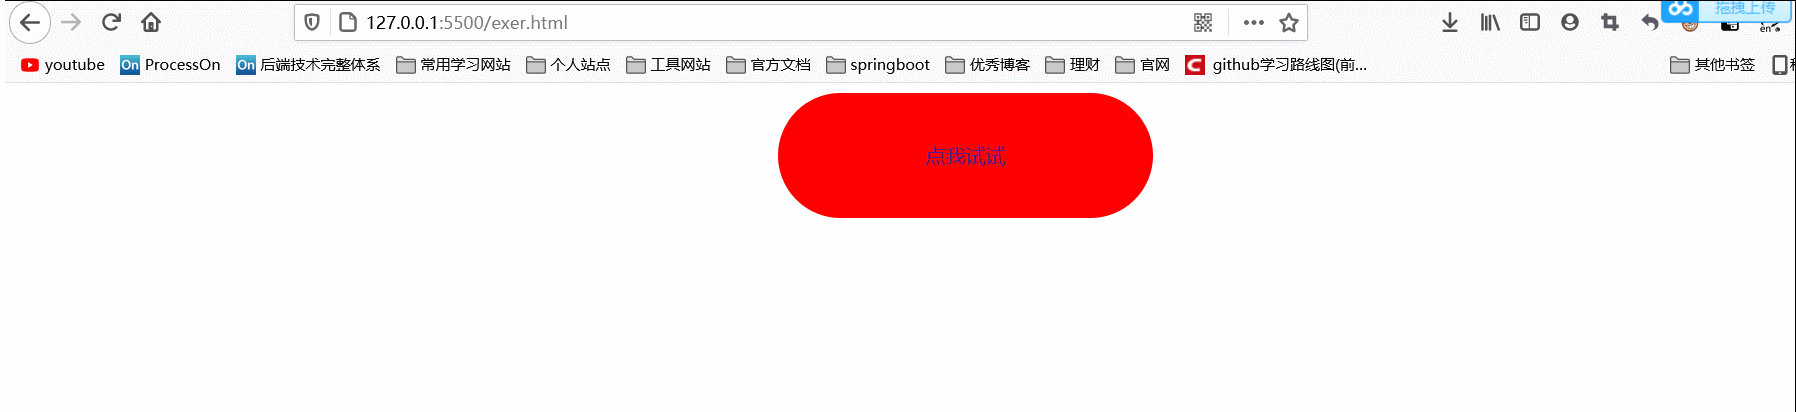 拖拽上传
127.0.0.1:5500/exer.html
en
youtube On ProcessOn On 后端技术完整体系 常用学习网站 个人站点 工具网站 官方文档 springboot 优秀博客 理财 官网 C github学习路线图(前... 其他书签
点我试试